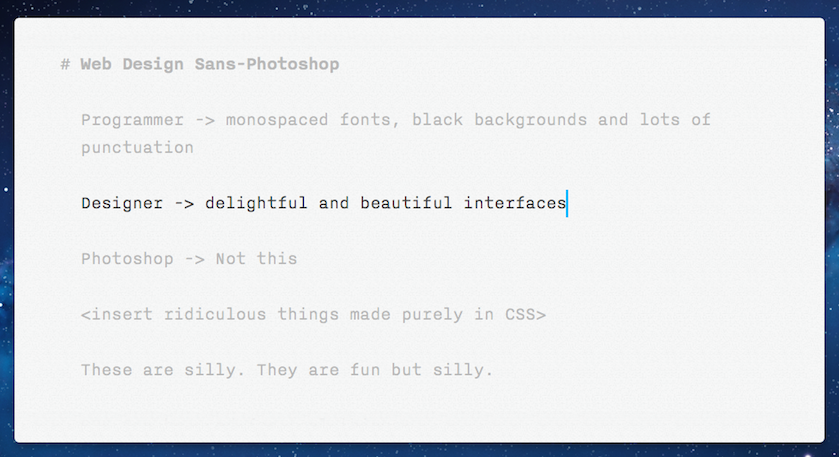 # Web Design Sans-Photoshop
Programmer -> monospaced fonts, black backgrounds and lots of
punctuation
Designer -> delightful and beautiful interfaces
Photoshop -> Not this
<insert ridiculous things made purely in CSS>
These are silly. They are fun but silly.